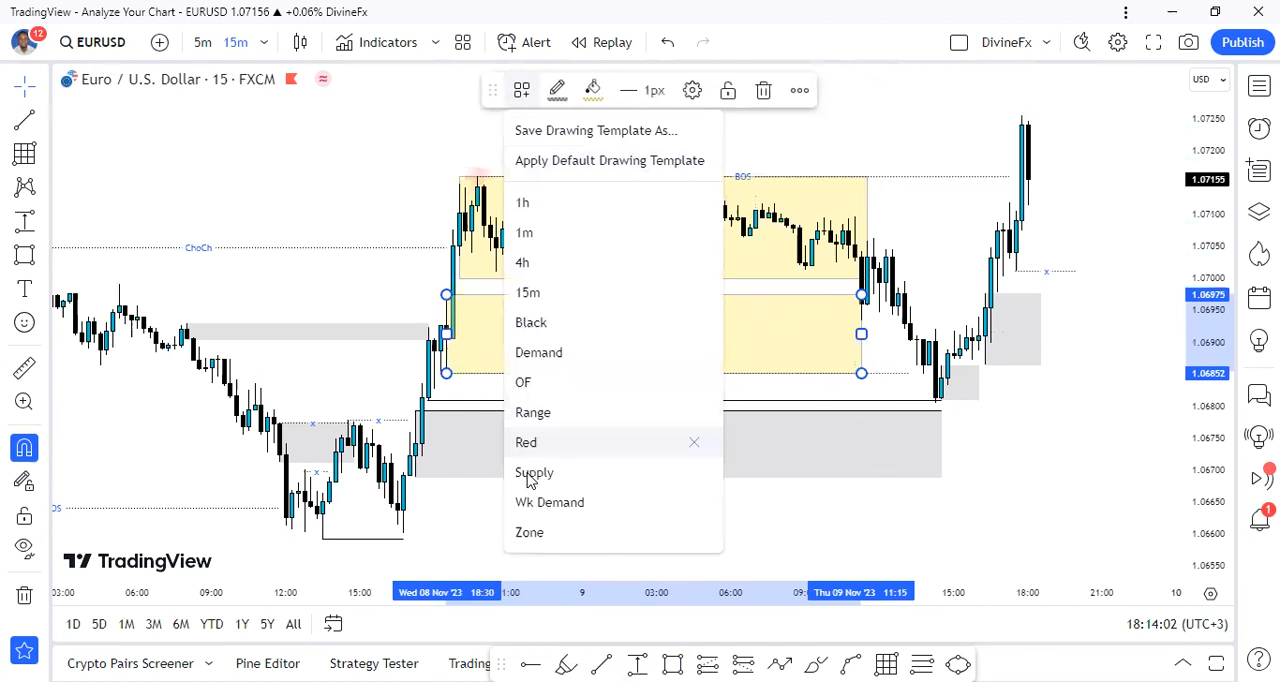 TradingView - Analyze Your Chart - EURUSD 1.07156 ▲ +0.06% DivineFx
12
EURUSD
5m
15m
Indicators
Alert
Replay
DivineFx
Publish
Euro / U.S. Dollar · 15 · FXCM
USD
1px
Save Drawing Template As...
Apply Default Drawing Template
1h
1m
4h
15m
Black
Demand
OF
Range
Red
Supply
Wk Demand
Zone
ChoCh
BOS
x
x
x
x
OS
1.07250
1.07200
1.07155
1.07100
1.07050
1.07000
1.06975
1.06950
1.06900
1.06852
1.06800
1.06750
1.06700
1.06650
1.06600
1.06550
TradingView
03:00
06:00
09:00
12:00
15:00
Wed 08 Nov '23 18:30
1:00
9
03:00
06:00
09:
Thu 09 Nov '23 11:15
15:00
18:00
21:00
10
1D
5D
1M
3M
6M
YTD
1Y
5Y
All
18:14:02 (UTC+3)
Crypto Pairs Screener
Pine Editor
Strategy Tester
Trading
1